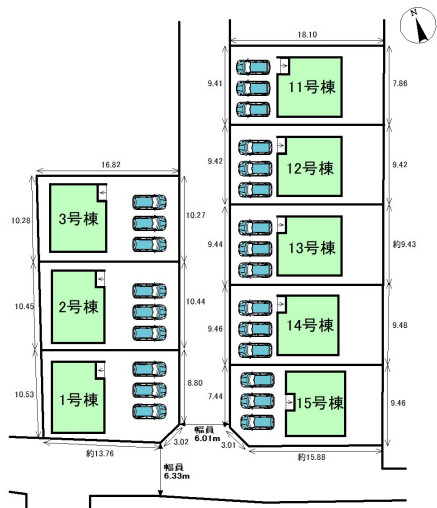 N
18.10
9.41
11号棟
7.86
16.82
9.42
12号棟
9.42
10.28
3号棟
10.27
9.44
13号棟
約9.43
10.45
2号棟
10.44
9.46
14号棟
9.48
10.53
1号棟
8.80
7.44
15号棟
9.46
3.02
幅員
6.01m
3.01
約13.76
約15.88
幅員
6.33m